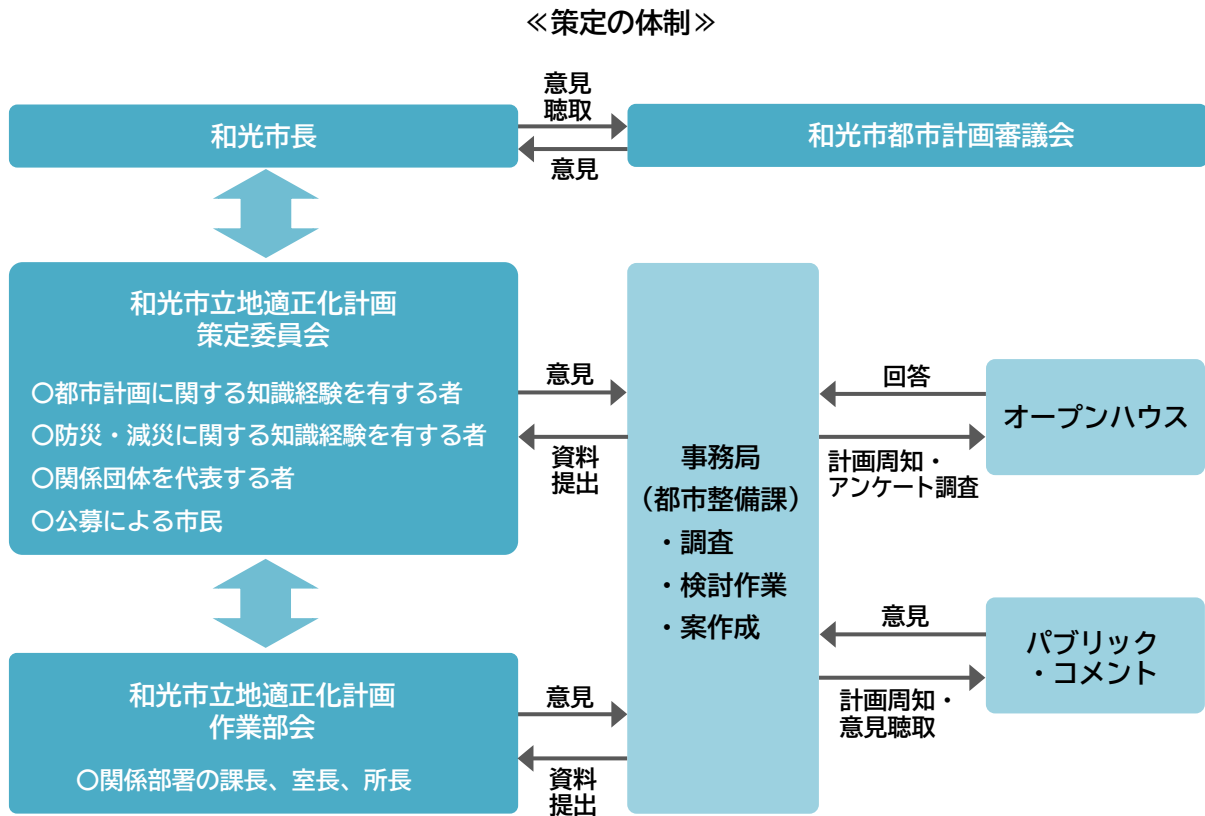 ≪策定の体制≫
和光市長
意見
聴取
意見
和光市都市計画審議会
和光市立地適正化計画
策定委員会
〇都市計画に関する知識経験を有する者
〇防災・減災に関する知識経験を有する者
〇関係団体を代表する者
〇公募による市民
意見
資料
提出
事務局
（都市整備課）
・調査
・検討作業
・案作成
回答
計画周知・
アンケート調査
オープンハウス
意見
計画周知・
意見聴取
パブリック
・コメント
和光市立地適正化計画
作業部会
〇関係部署の課長、室長、所長
意見
資料
提出